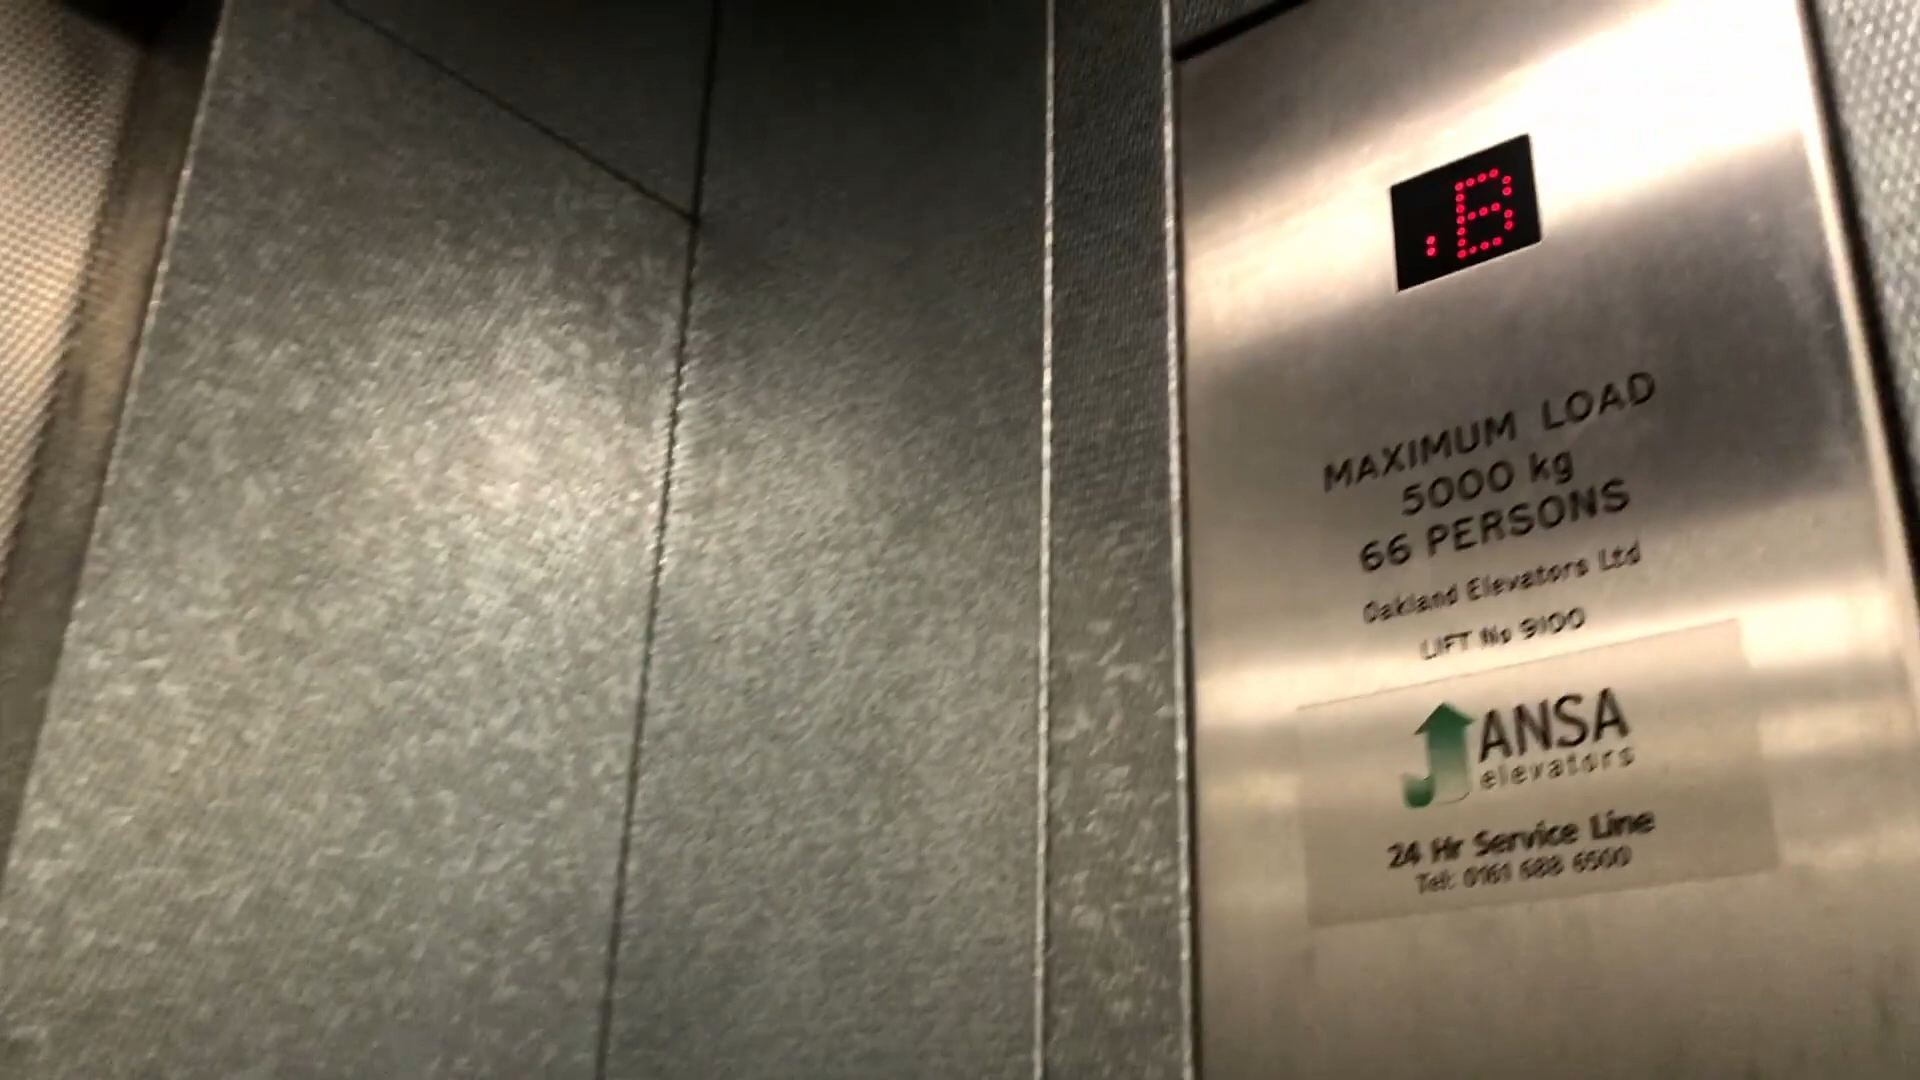 B
MAXIMUM LOAD
5000 kg
66 PERSONS
Oakland Elevators Ltd
LIFT No 9100
ANSA
elevators
24 Hr Service Line
Tel: 0161 688 6500